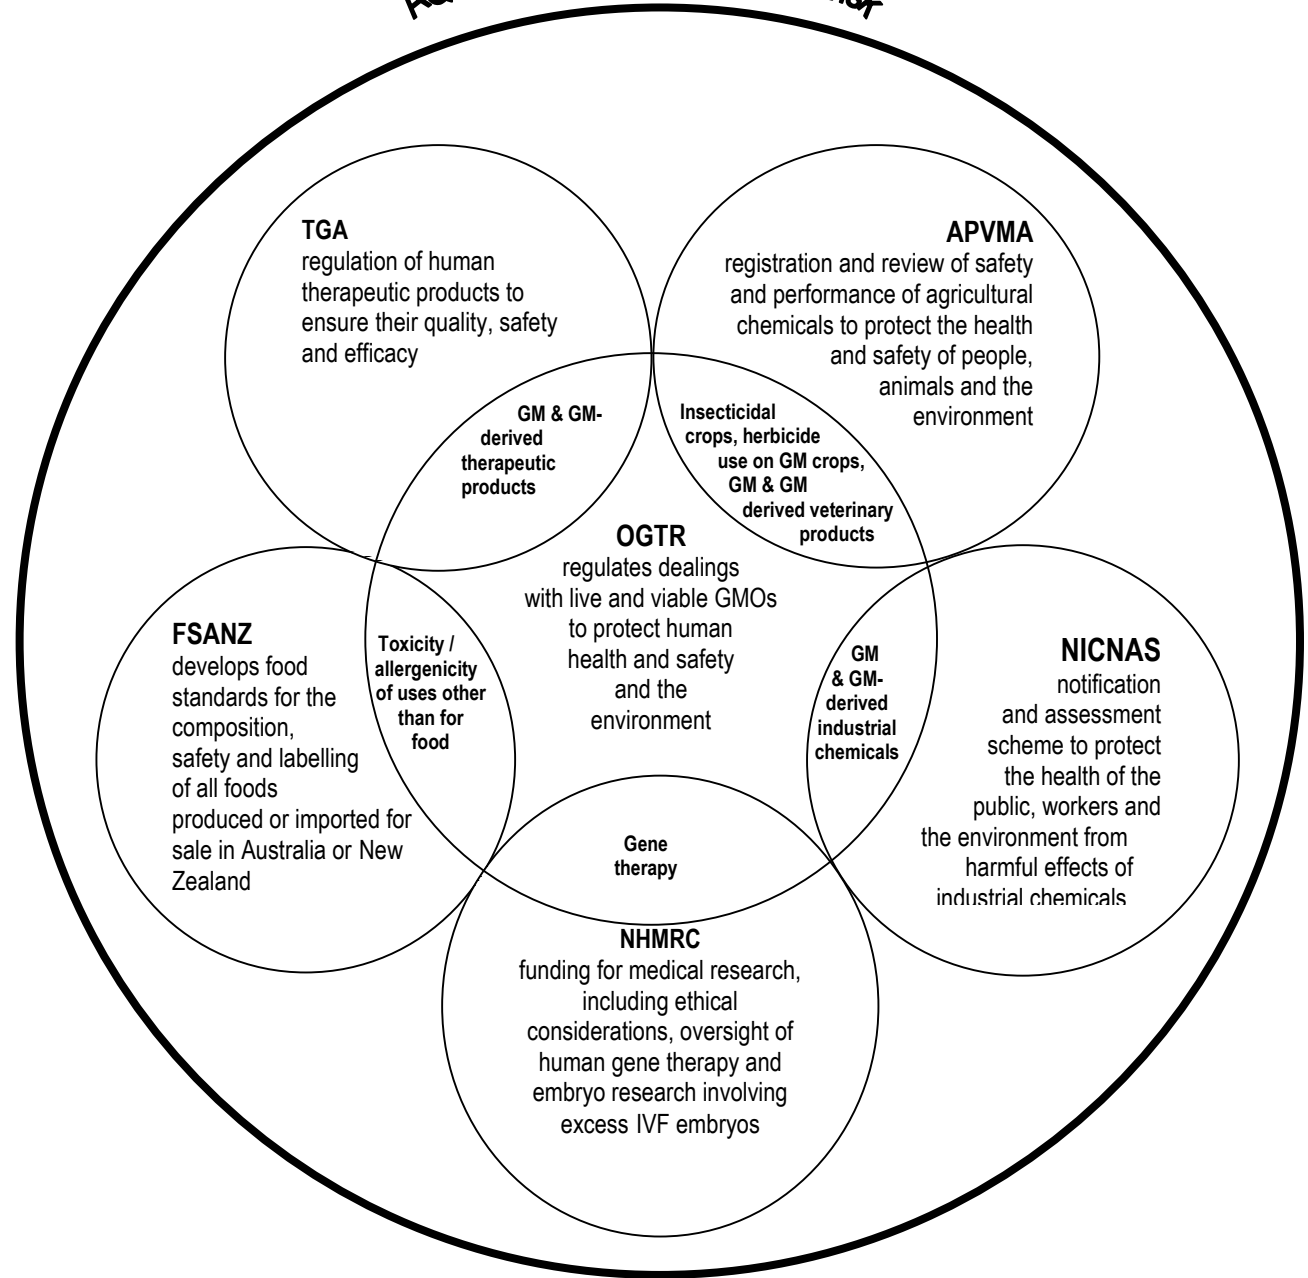 TGA
regulation of human
therapeutic products to
ensure their quality, safety
and efficacy
APVMA
registration and review of safety
and performance of agricultural
chemicals to protect the health
and safety of people,
animals and the
environment
GM & GM-
derived
therapeutic
products
Insecticidal
crops, herbicide
use on GM crops,
GM & GM
derived veterinary
products
OGTR
regulates dealings
with live and viable GMOs
to protect human
health and safety
and the
environment
FSANZ
develops food
standards for the
composition,
safety and labelling
of all foods
produced or imported for
sale in Australia or New
Zealand
Toxicity /
allergenicity
of uses other
than for
food
GM
& GM-
derived
industrial
chemicals
NICNAS
notification
and assessment
scheme to protect
the health of the
public, workers and
the environment from
harmful effects of
industrial chemicals
Gene
therapy
NHMRC
funding for medical research,
including ethical
considerations, oversight of
human gene therapy and
embryo research involving
excess IVF embryos